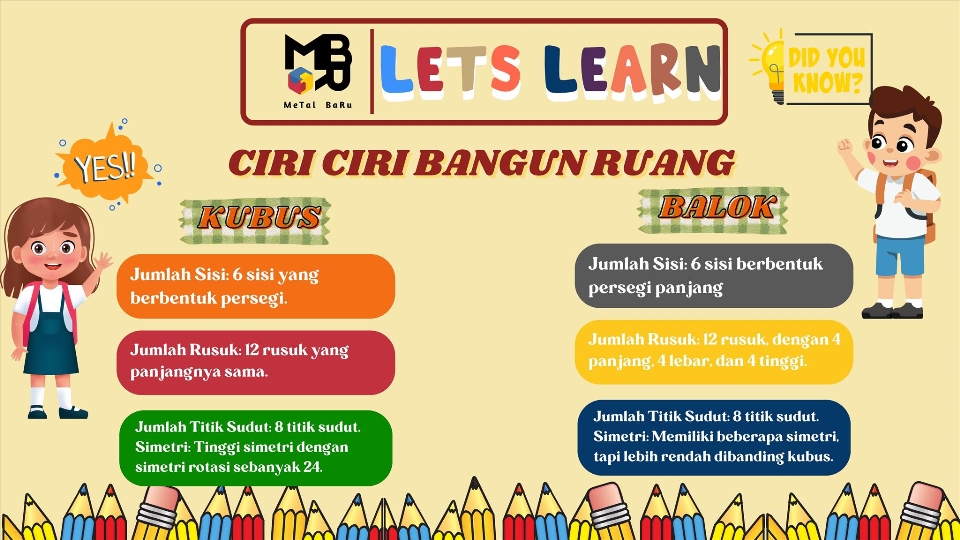 MBR
MeTal BaRu
LETS LEARN
DID YOU
KNOW?
YES!!
CIRI CIRI BANGUN RUANG
KUBUS
Jumlah Sisi: 6 sisi yang
berbentuk persegi.
Jumlah Rusuk: 12 rusuk yang
panjangnya sama.
Jumlah Titik Sudut: 8 titik sudut.
Simetri: Tinggi simetri dengan
simetri rotasi sebanyak 24.
BALOK
Jumlah Sisi: 6 sisi berbentuk
persegi panjang
Jumlah Rusuk: 12 rusuk, dengan 4
panjang, 4 lebar, dan 4 tinggi.
Jumlah Titik Sudut: 8 titik sudut.
Simetri: Memiliki beberapa simetri,
tapi lebih rendah dibanding kubus.